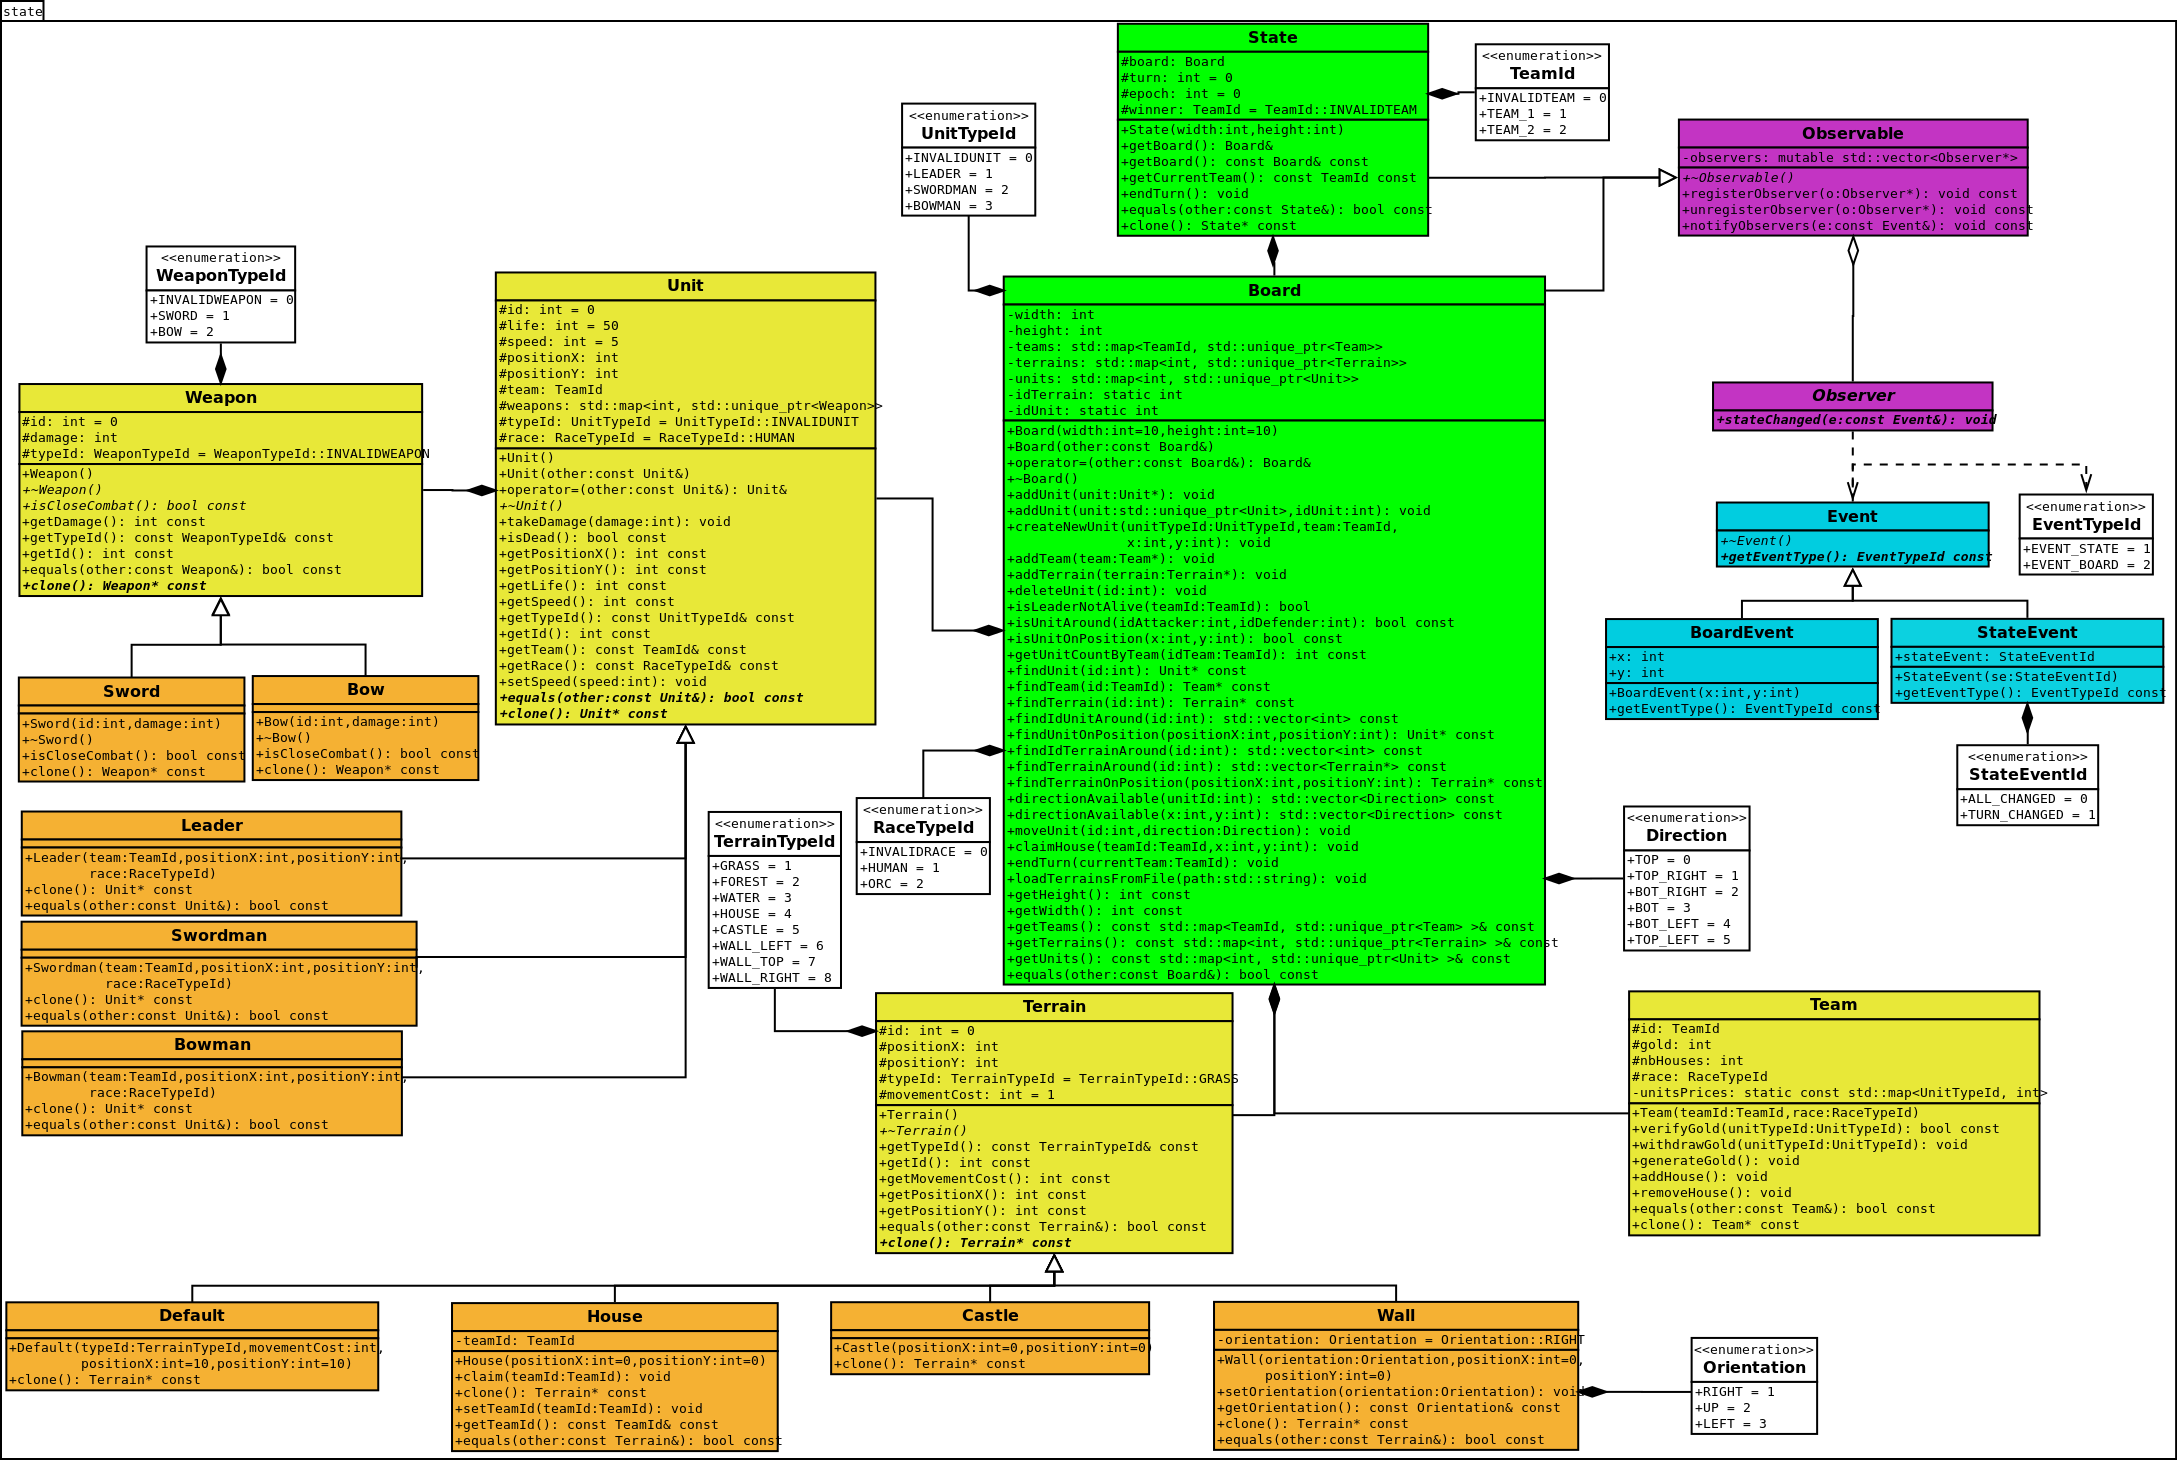 state
State
#board: Board
#turn: int = 0
#epoch: int = 0
#winner: TeamId = TeamId::INVALIDTEAM
+State(width:int,height:int)
+getBoard(): Board&
+getBoard(): const Board& const
+getCurrentTeam(): const TeamId const
+endTurn(): void
+equals(other:const State&): bool const
+clone(): State* const
<<enumeration>>
TeamId
+INVALIDTEAM = 0
+TEAM_1 = 1
+TEAM_2 = 2
<<enumeration>>
UnitTypeId
+INVALIDUNIT = 0
+LEADER = 1
+SWORDMAN = 2
+BOWMAN = 3
Observable
-observers: mutable std::vector<Observer*>
+~Observable()
+registerObserver(o:Observer*): void const
+unregisterObserver(o:Observer*): void const
+notifyObservers(e:const Event&): void const
<<enumeration>>
WeaponTypeId
+INVALIDWEAPON = 0
+SWORD = 1
+BOW = 2
Unit
#id: int = 0
#life: int = 50
#speed: int = 5
#positionX: int
#positionY: int
#team: TeamId
#weapons: std::map<int, std::unique_ptr<Weapon>>
#typeId: UnitTypeId = UnitTypeId::INVALIDUNIT
#race: RaceTypeId = RaceTypeId::HUMAN
+Unit()
+Unit(other:const Unit&)
+operator=(other:const Unit&): Unit&
+~Unit()
+takeDamage(damage:int): void
+isDead(): bool const
+getPositionX(): int const
+getPositionY(): int const
+getLife(): int const
+getSpeed(): int const
+getTypeId(): const UnitTypeId& const
+getId(): int const
+getTeam(): const TeamId& const
+getRace(): const RaceTypeId& const
+setSpeed(speed:int): void
+equals(other:const Unit&): bool const
+clone(): Unit* const
Board
-width: int
-height: int
-teams: std::map<TeamId, std::unique_ptr<Team>>
-terrains: std::map<int, std::unique_ptr<Terrain>>
-units: std::map<int, std::unique_ptr<Unit>>
-idTerrain: static int
-idUnit: static int
+Board(width:int=10,height:int=10)
+Board(other:const Board&)
+operator=(other:const Board&): Board&
+~Board()
+addUnit(unit:Unit*): void
+addUnit(unit:std::unique_ptr<Unit>,idUnit:int): void
+createNewUnit(unitTypeId:UnitTypeId,team:TeamId,
x:int,y:int): void
+addTeam(team:Team*): void
+addTerrain(terrain:Terrain*): void
+deleteUnit(id:int): void
+isLeaderNotAlive(teamId:TeamId): bool
+isUnitAround(idAttacker:int,idDefender:int): bool const
+isUnitOnPosition(x:int,y:int): bool const
+getUnitCountByTeam(idTeam:TeamId): int const
+findUnit(id:int): Unit* const
+findTeam(id:TeamId): Team* const
+findTerrain(id:int): Terrain* const
+findIdUnitAround(id:int): std::vector<int> const
+findUnitOnPosition(positionX:int,positionY:int): Unit* const
+findIdTerrainAround(id:int): std::vector<int> const
+findTerrainAround(id:int): std::vector<Terrain*> const
+findTerrainOnPosition(positionX:int,positionY:int): Terrain* const
+directionAvailable(unitId:int): std::vector<Direction> const
+directionAvailable(x:int,y:int): std::vector<Direction> const
+moveUnit(id:int,direction:Direction): void
+claimHouse(teamId:TeamId,x:int,y:int): void
+endTurn(currentTeam:TeamId): void
+loadTerrainsFromFile(path:std::string): void
+getHeight(): int const
+getWidth(): int const
+getTeams(): const std::map<TeamId, std::unique_ptr<Team> >& const
+getTerrains(): const std::map<int, std::unique_ptr<Terrain> >& const
+getUnits(): const std::map<int, std::unique_ptr<Unit> >& const
+equals(other:const Board&): bool const
Weapon
#id: int = 0
#damage: int
#typeId: WeaponTypeId = WeaponTypeId::INVALIDWEAPON
+Weapon()
+~Weapon()
+isCloseCombat(): bool const
+getDamage(): int const
+getTypeId(): const WeaponTypeId& const
+getId(): int const
+equals(other:const Weapon&): bool const
+clone(): Weapon* const
Observer
+stateChanged(e:const Event&): void
Event
+~Event()
+getEventType(): EventTypeId const
<<enumeration>>
EventTypeId
+EVENT_STATE = 1
+EVENT_BOARD = 2
BoardEvent
+x: int
+y: int
+BoardEvent(x:int,y:int)
+getEventType(): EventTypeId const
StateEvent
+stateEvent: StateEventId
+StateEvent(se:StateEventId)
+getEventType(): EventTypeId const
<<enumeration>>
StateEventId
+ALL_CHANGED = 0
+TURN_CHANGED = 1
Sword
+Sword(id:int,damage:int)
+~Sword()
+isCloseCombat(): bool const
+clone(): Weapon* const
Bow
+Bow(id:int,damage:int)
+~Bow()
+isCloseCombat(): bool const
+clone(): Weapon* const
Leader
+Leader(team:TeamId,positionX:int,positionY:int,
race:RaceTypeId)
+clone(): Unit* const
+equals(other:const Unit&): bool const
Swordman
+Swordman(team:TeamId,positionX:int,positionY:int,
race:RaceTypeId)
+clone(): Unit* const
+equals(other:const Unit&): bool const
Bowman
+Bowman(team:TeamId,positionX:int,positionY:int,
race:RaceTypeId)
+clone(): Unit* const
+equals(other:const Unit&): bool const
<<enumeration>>
TerrainTypeId
+GRASS = 1
+FOREST = 2
+WATER = 3
+HOUSE = 4
+CASTLE = 5
+WALL_LEFT = 6
+WALL_TOP = 7
+WALL_RIGHT = 8
<<enumeration>>
RaceTypeId
+INVALIDRACE = 0
+HUMAN = 1
+ORC = 2
<<enumeration>>
Direction
+TOP = 0
+TOP_RIGHT = 1
+BOT_RIGHT = 2
+BOT = 3
+BOT_LEFT = 4
+TOP_LEFT = 5
Terrain
#id: int = 0
#positionX: int
#positionY: int
#typeId: TerrainTypeId = TerrainTypeId::GRASS
#movementCost: int = 1
+Terrain()
+~Terrain()
+getTypeId(): const TerrainTypeId& const
+getId(): int const
+getMovementCost(): int const
+getPositionX(): int const
+getPositionY(): int const
+equals(other:const Terrain&): bool const
+clone(): Terrain* const
Team
#id: TeamId
#gold: int
#nbHouses: int
#race: RaceTypeId
-unitsPrices: static const std::map<UnitTypeId, int>
+Team(teamId:TeamId,race:RaceTypeId)
+verifyGold(unitTypeId:UnitTypeId): bool const
+withdrawGold(unitTypeId:UnitTypeId): void
+generateGold(): void
+addHouse(): void
+removeHouse(): void
+equals(other:const Team&): bool const
+clone(): Team* const
Default
+Default(typeId:TerrainTypeId,movementCost:int,
positionX:int=10,positionY:int=10)
+clone(): Terrain* const
House
-teamId: TeamId
+House(positionX:int=0,positionY:int=0)
+claim(teamId:TeamId): void
+clone(): Terrain* const
+setTeamId(teamId:TeamId): void
+getTeamId(): const TeamId& const
+equals(other:const Terrain&): bool const
Castle
+Castle(positionX:int=0,positionY:int=0)
+clone(): Terrain* const
Wall
-orientation: Orientation = Orientation::RIGHT
+Wall(orientation:Orientation,positionX:int=0,
positionY:int=0)
+setOrientation(orientation:Orientation): void
+getOrientation(): const Orientation& const
+clone(): Terrain* const
+equals(other:const Terrain&): bool const
<<enumeration>>
Orientation
+RIGHT = 1
+UP = 2
+LEFT = 3